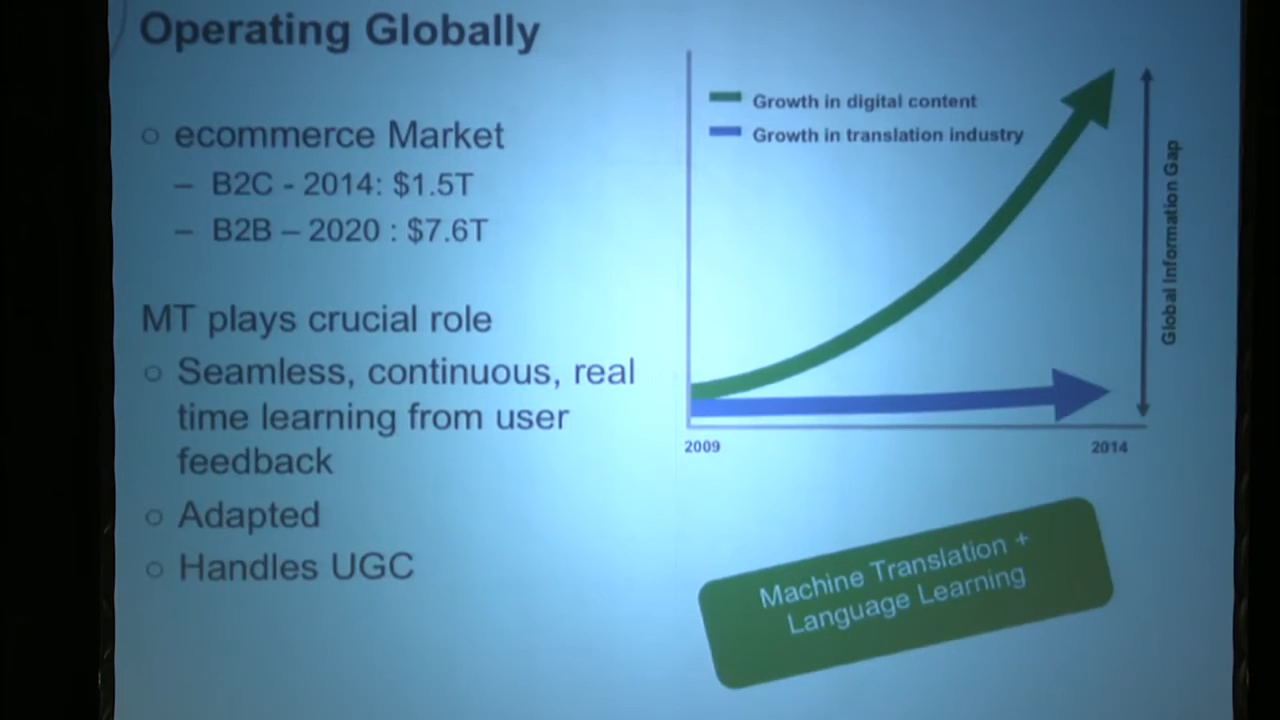 Operating Globally
○ ecommerce Market
– B2C - 2014: $1.5T
– B2B – 2020 : $7.6T
MT plays crucial role
○ Seamless, continuous, real
time learning from user
feedback
○ Adapted
○ Handles UGC
Growth in digital content
Growth in translation industry
Global Information Gap
2009
2014
Machine Translation +
Language Learning